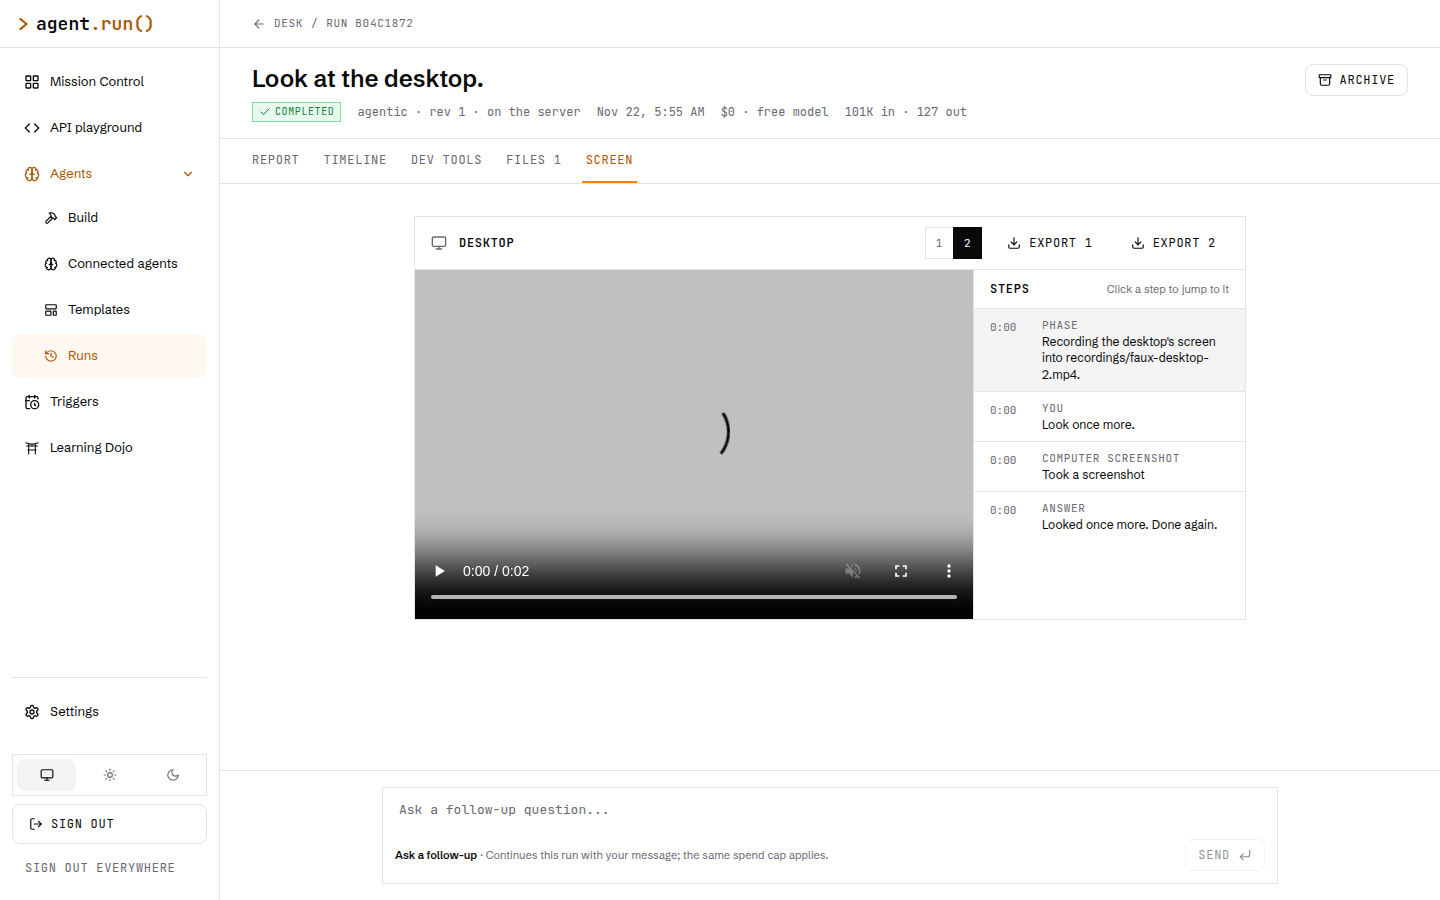 agent.run()
DESK / RUN B04C1872
Mission Control
API playground
Agents
Build
Connected agents
Templates
Runs
Triggers
Learning Dojo
Settings
SIGN OUT
SIGN OUT EVERYWHERE
Look at the desktop.
ARCHIVE
COMPLETED agentic · rev 1 · on the server Nov 22, 5:55 AM $0 · free model 101K in · 127 out
REPORT TIMELINE DEV TOOLS FILES 1 SCREEN
DESKTOP 1 2 EXPORT 1 EXPORT 2
0:00 / 0:02
STEPS Click a step to jump to it
0:00 PHASE
Recording the desktop's screen
into recordings/faux-desktop-
2.mp4.
0:00 YOU
Look once more.
0:00 COMPUTER SCREENSHOT
Took a screenshot
0:00 ANSWER
Looked once more. Done again.
Ask a follow-up question...
Ask a follow-up · Continues this run with your message; the same spend cap applies.
SEND